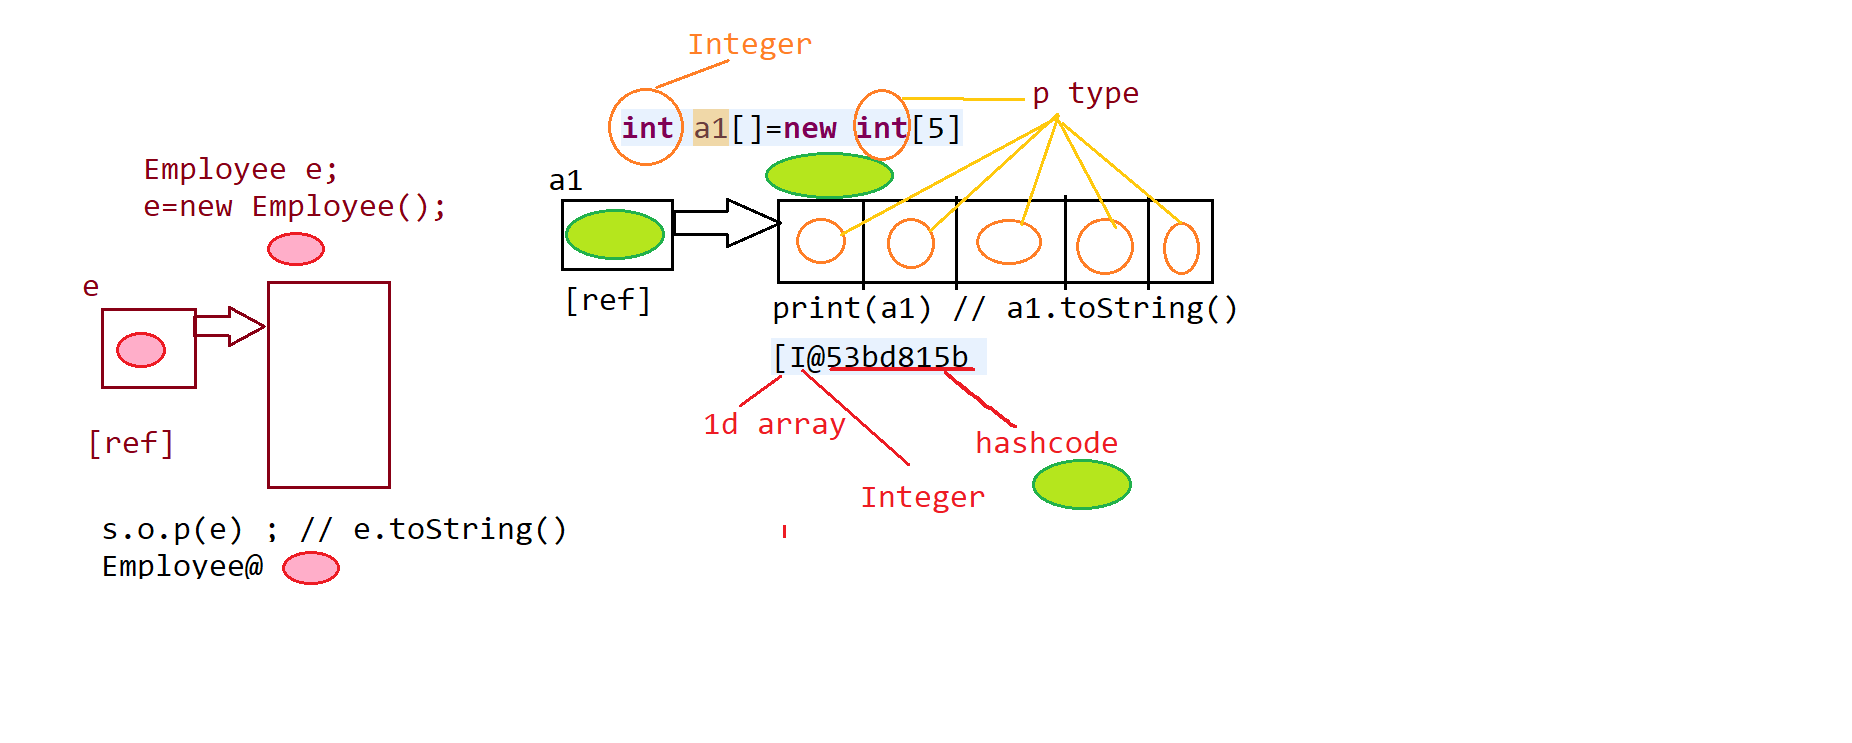 Integer
p type
int a1[]=new int[5]
Employee e;
e=new Employee();
a1
e
[ref]
print(a1) // a1.toString()
[I@53bd815b
1d array
hashcode
[ref]
Integer
s.o.p(e) ; // e.toString()
Employee@